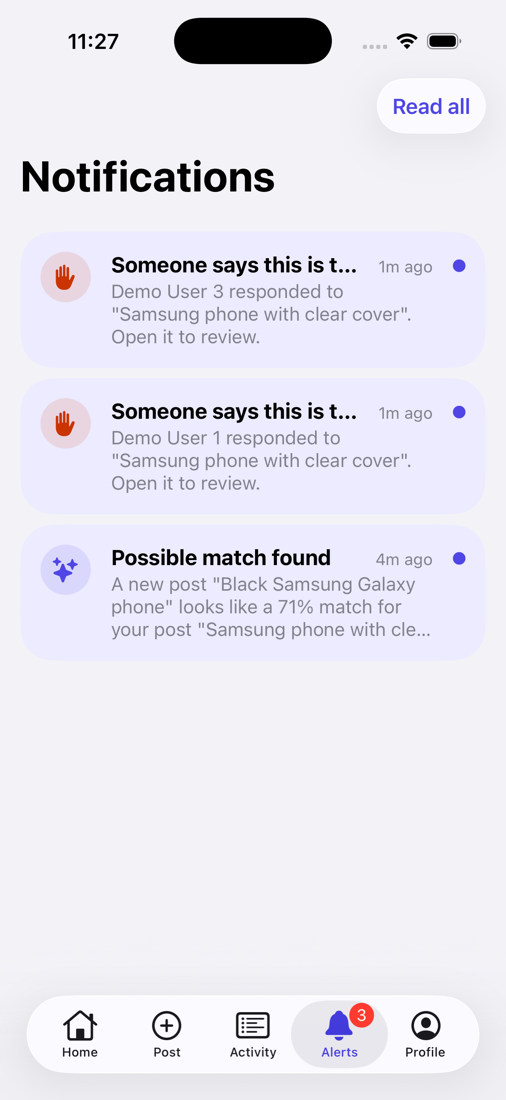 11:27
Read all
Notifications
Someone says this is t... 1m ago
Demo User 3 responded to
"Samsung phone with clear cover".
Open it to review.
Someone says this is t... 1m ago
Demo User 1 responded to
"Samsung phone with clear cover".
Open it to review.
Possible match found 4m ago
A new post "Black Samsung Galaxy
phone" looks like a 71% match for
your post "Samsung phone with cle...
3
Home Post Activity Alerts Profile